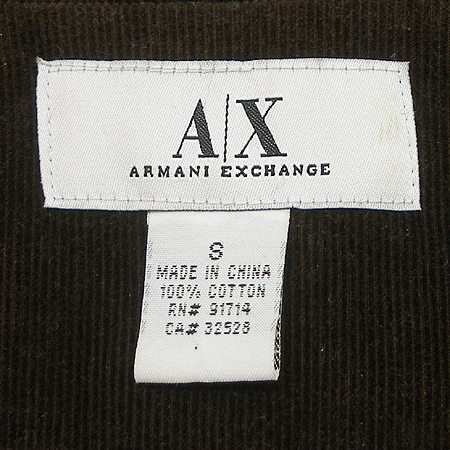 A|X
ARMANI EXCHANGE
S
MADE IN CHINA
100% COTTON
RN# 91714
CA# 32528